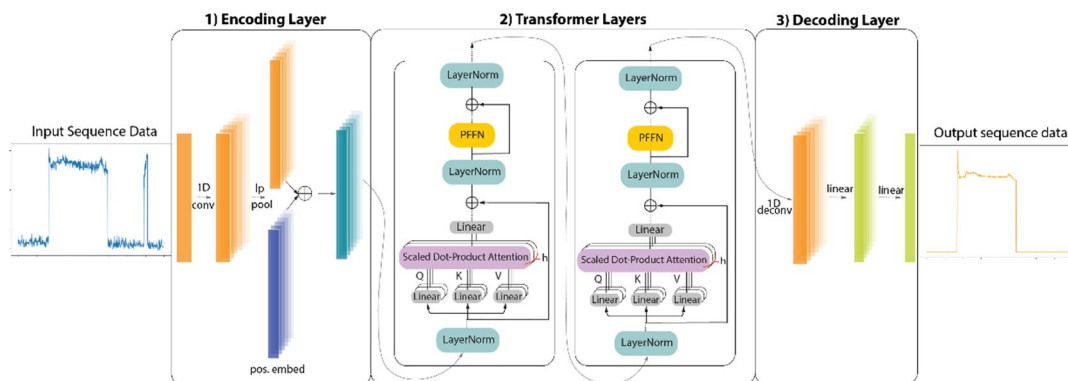 1) Encoding Layer
2) Transformer Layers
3) Decoding Layer
Input Sequence Data
1D
conv
lp
pool
pos. embed
LayerNorm
PFFN
LayerNorm
Linear
Scaled Dot-Product Attention
h
Q
K
V
Linear
Linear
Linear
LayerNorm
LayerNorm
PFFN
LayerNorm
Linear
Scaled Dot-Product Attention
h
Q
K
V
Linear
Linear
Linear
LayerNorm
1D
deconv
linear
linear
Output sequence data